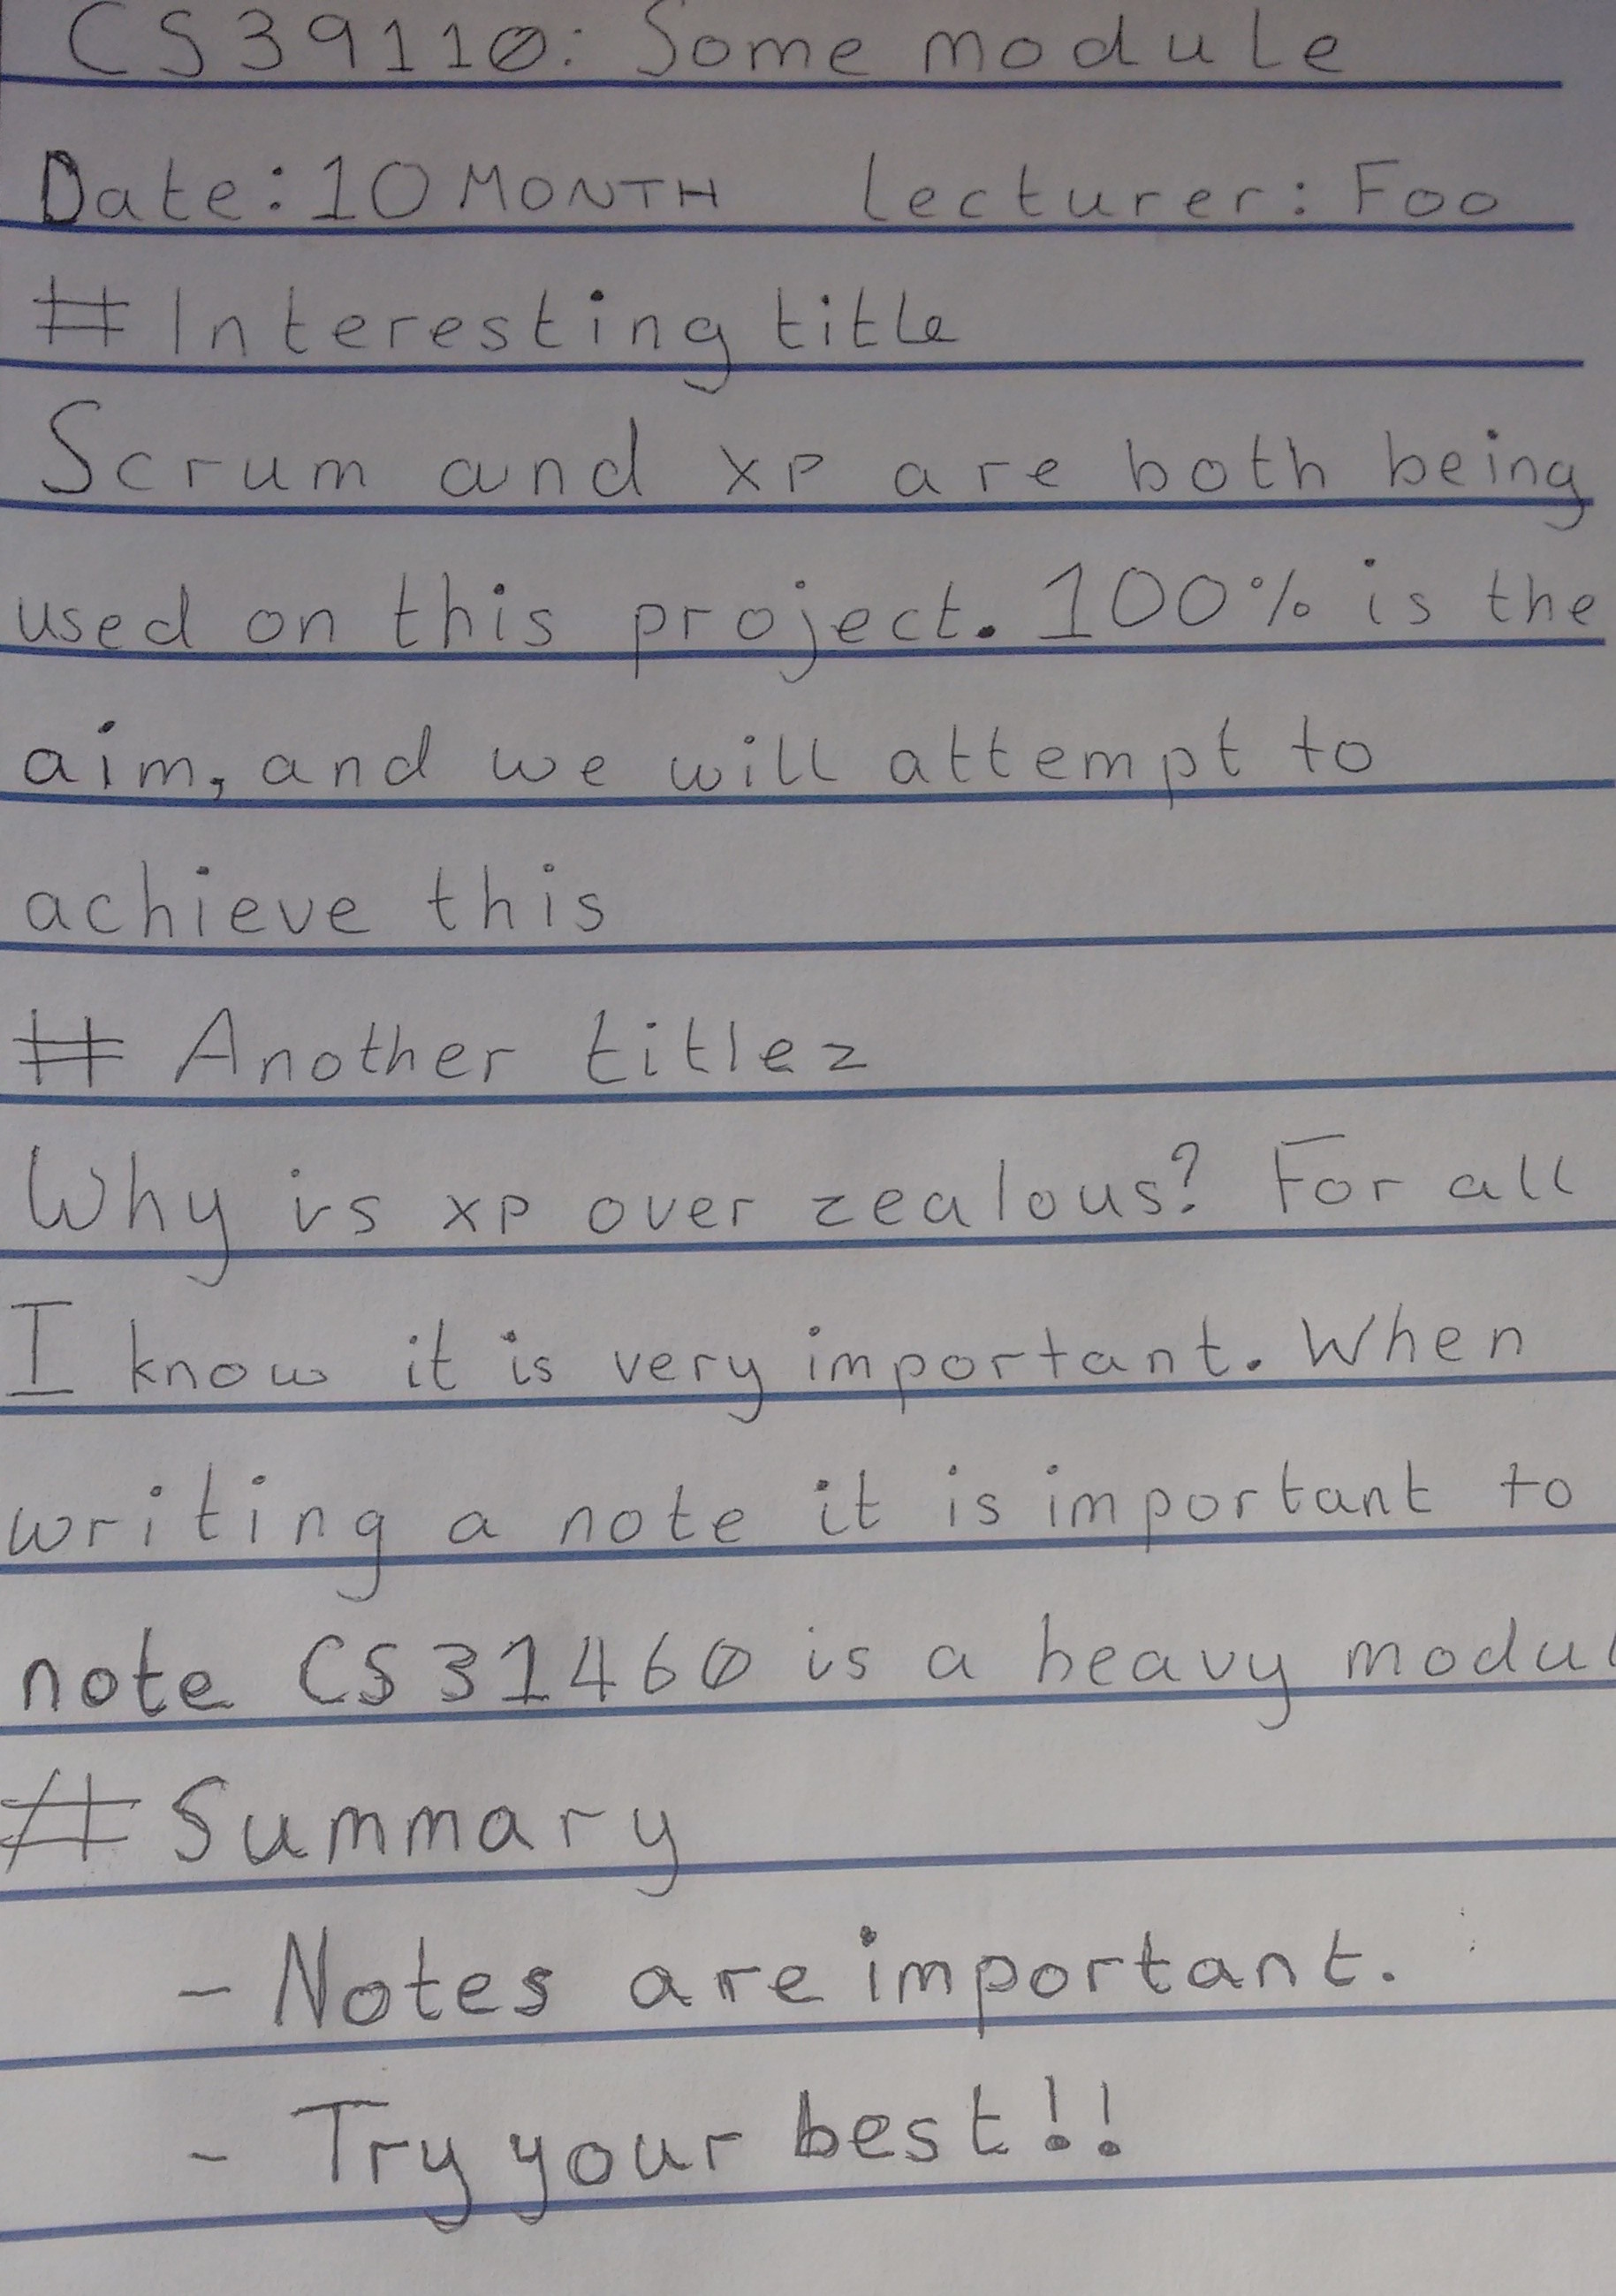 CS39110: Some module
Date: 10 MONTH lecturer: Foo
# Interesting title
Scrum and xp are both being
used on this project. 100% is the
aim, and we will attempt to
achieve this
# Another titlez
Why is xp over zealous? For all
I know it is very important. When
writing a note it is important to
note CS31460 is a heavy modul
# Summary
- Notes are important.
- Try your best!!